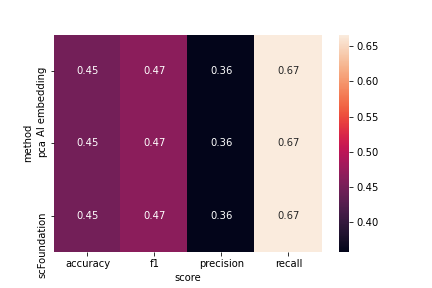 AI embedding
0.45 0.47 0.36 0.67
pca
0.45 0.47 0.36 0.67
scFoundation
0.45 0.47 0.36 0.67
method
accuracy f1 precision recall
score
0.65
0.60
0.55
0.50
0.45
0.40